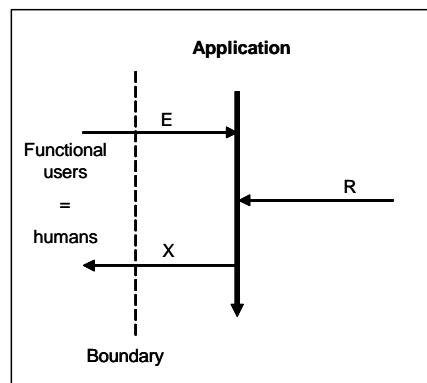 Application
E
Functional
users
=
humans
R
X
Boundary